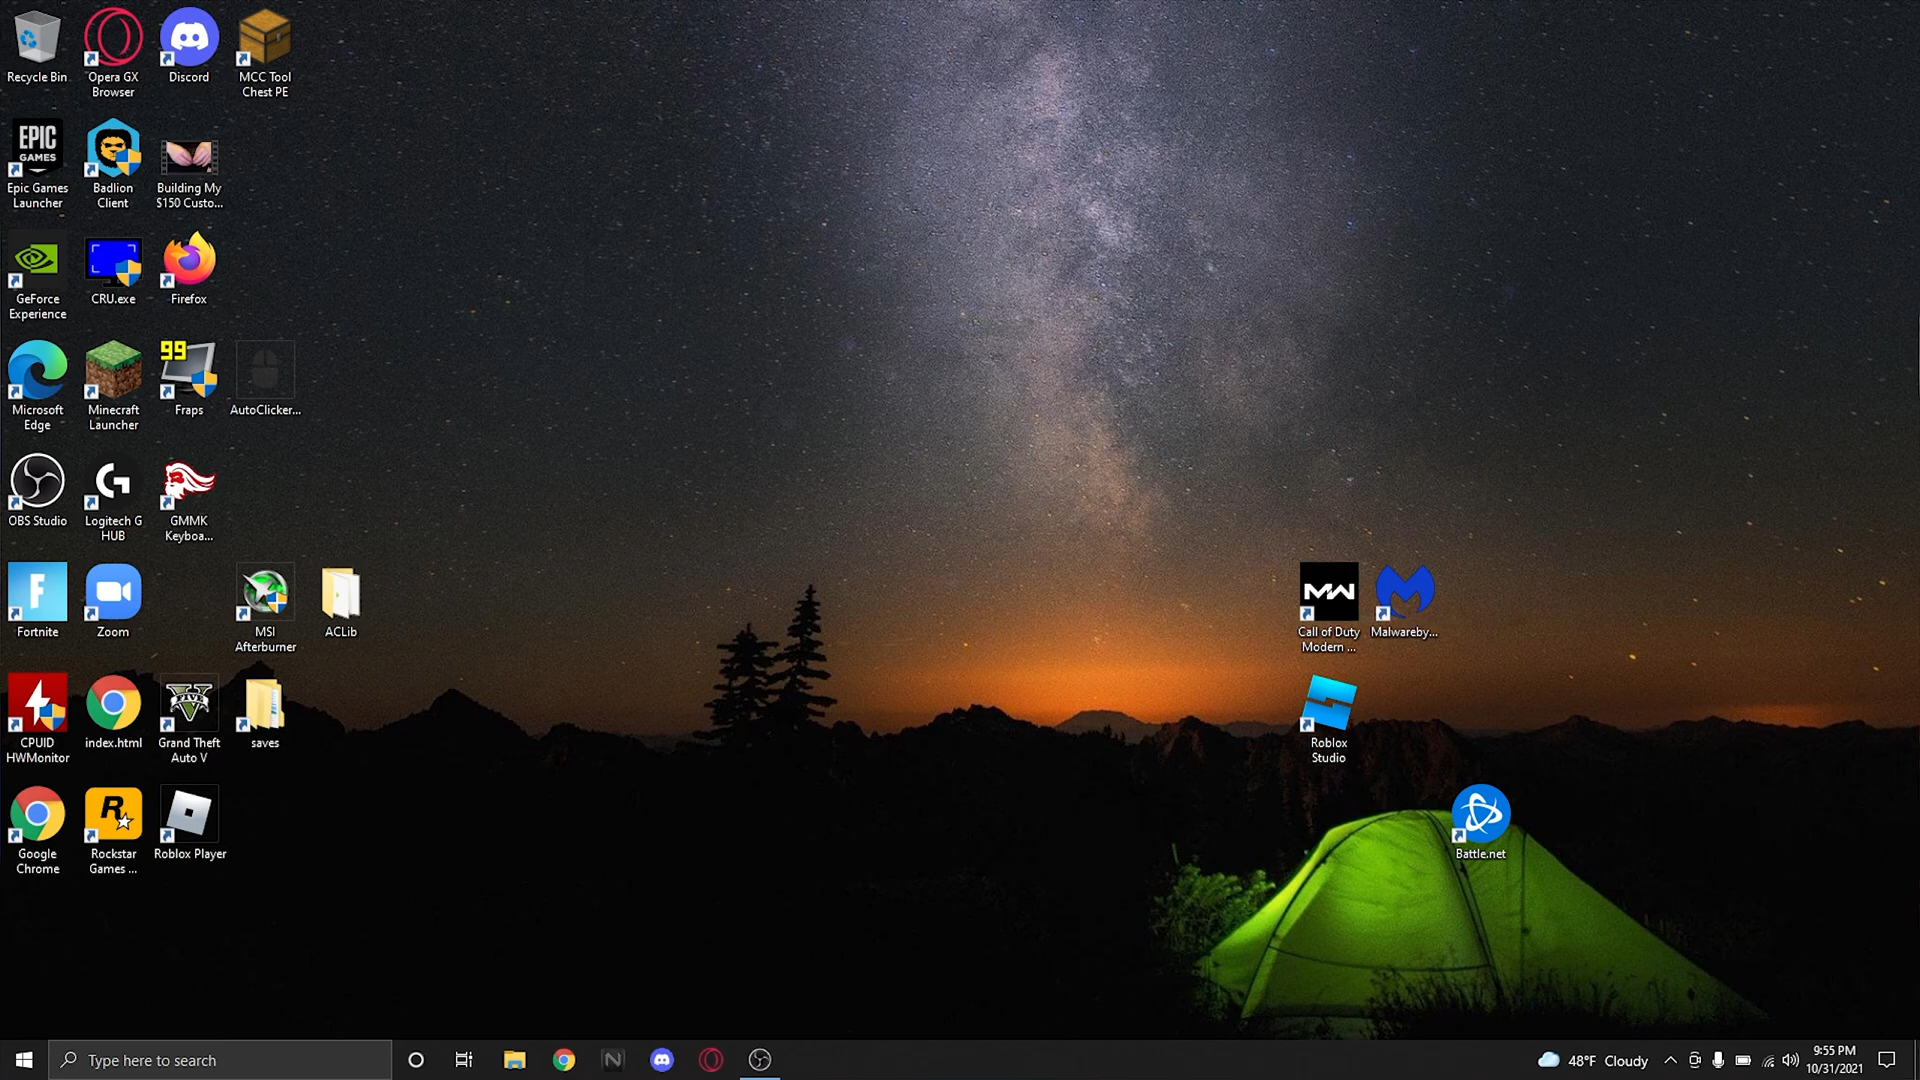 Recycle Bin
Opera GX
Browser
Discord
MCC Tool
Chest PE
EPIC
GAMES
Epic Games
Launcher
Badlion
Client
Building My
$150 Custo...
GeForce
Experience
CRU.exe
Firefox
Microsoft
Edge
Minecraft
Launcher
99
Fraps
AutoClicker...
OBS Studio
Logitech G
HUB
GMMK
Keyboa...
F
Fortnite
Zoom
MSI
Afterburner
ACLib
MW
Call of Duty
Modern ...
Malwareby...
CPUID
HWMonitor
index.html
V
FIVE
Grand Theft
Auto V
saves
Roblox
Studio
Google
Chrome
R
Rockstar
Games ...
Roblox Player
Battle.net
Type here to search
N
48°F Cloudy
9:55 PM
10/31/2021